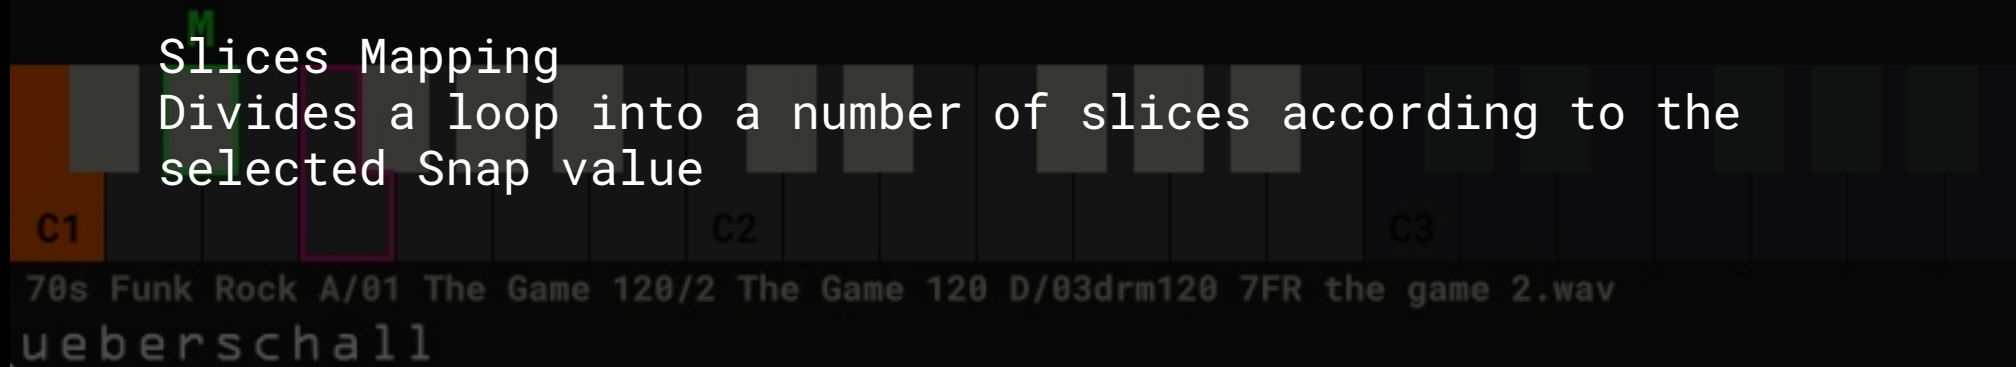 M
Slices Mapping
Divides a loop into a number of slices according to the
selected Snap value
C1 C2 C3
70s Funk Rock A/01 The Game 120/2 The Game 120 D/03drm120 7FR the game 2.wav
ueberschall